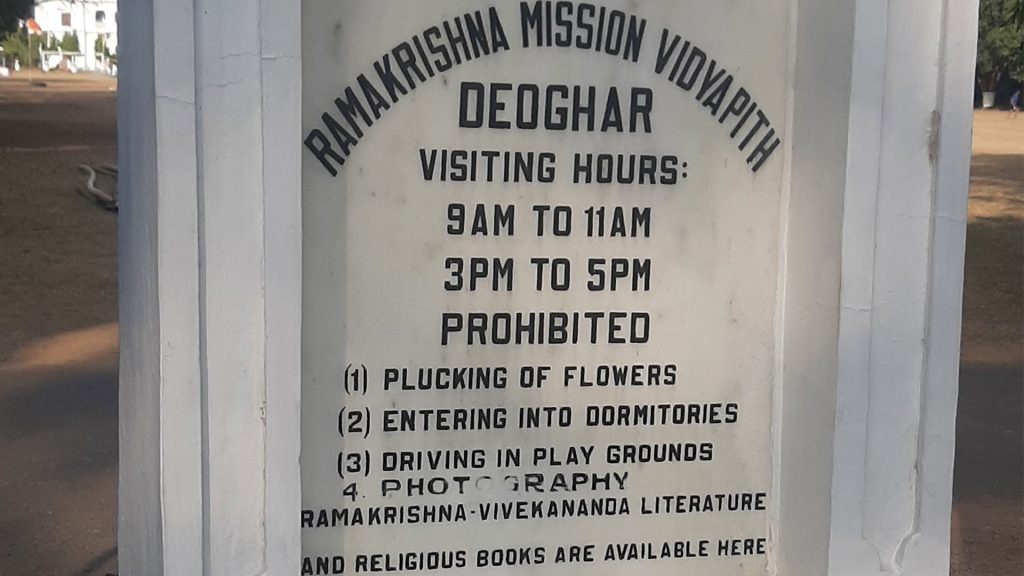 RAMAKRISHNA MISSION VIDYAPITH
DEOGHAR
VISITING HOURS:
9AM TO 11AM
3PM TO 5PM
PROHIBITED
(1) PLUCKING OF FLOWERS
(2) ENTERING INTO DORMITORIES
(3) DRIVING IN PLAY GROUNDS
4. PHOTOGRAPHY
RAMAKRISHNA-VIVEKANANDA LITERATURE
AND RELIGIOUS BOOKS ARE AVAILABLE HERE